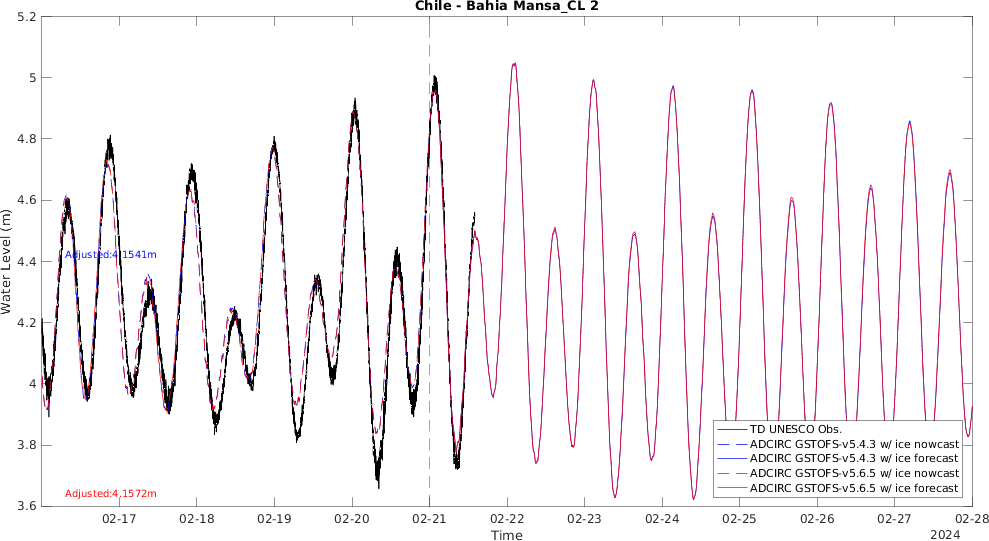 Chile - Bahia Mansa_CL 2
Water Level (m)
5.2
5
4.8
4.6
4.4
4.2
4
3.8
3.6
Adjusted:4.1541m
Adjusted:4.1572m
TD UNESCO Obs.
ADCIRC GSTOFS-v5.4.3 w/ ice nowcast
ADCIRC GSTOFS-v5.4.3 w/ ice forecast
ADCIRC GSTOFS-v5.6.5 w/ ice nowcast
ADCIRC GSTOFS-v5.6.5 w/ ice forecast
02-17 02-18 02-19 02-20 02-21 02-22 02-23 02-24 02-25 02-26 02-27 02-28
Time
2024